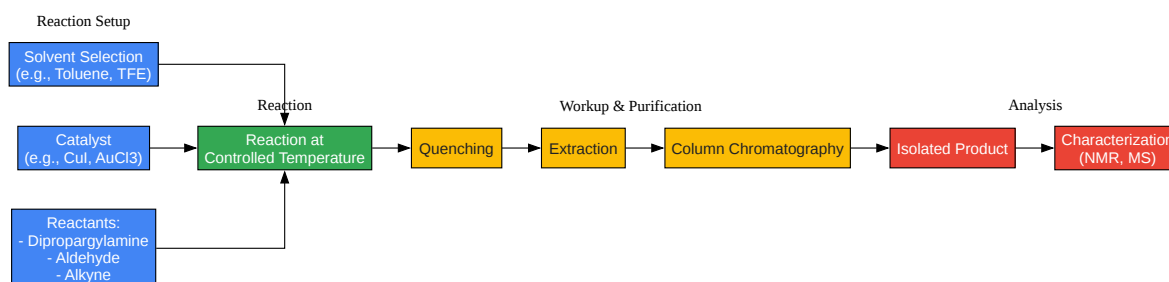 Reaction Setup
Solvent Selection
(e.g., Toluene, TFE)
Catalyst
(e.g., CuI, AuCl3)
Reactants:
- Dipropargylamine
- Aldehyde
- Alkyne
Reaction
Reaction at
Controlled Temperature
Workup & Purification
Quenching
Extraction
Column Chromatography
Analysis
Isolated Product
Characterization
(NMR, MS)